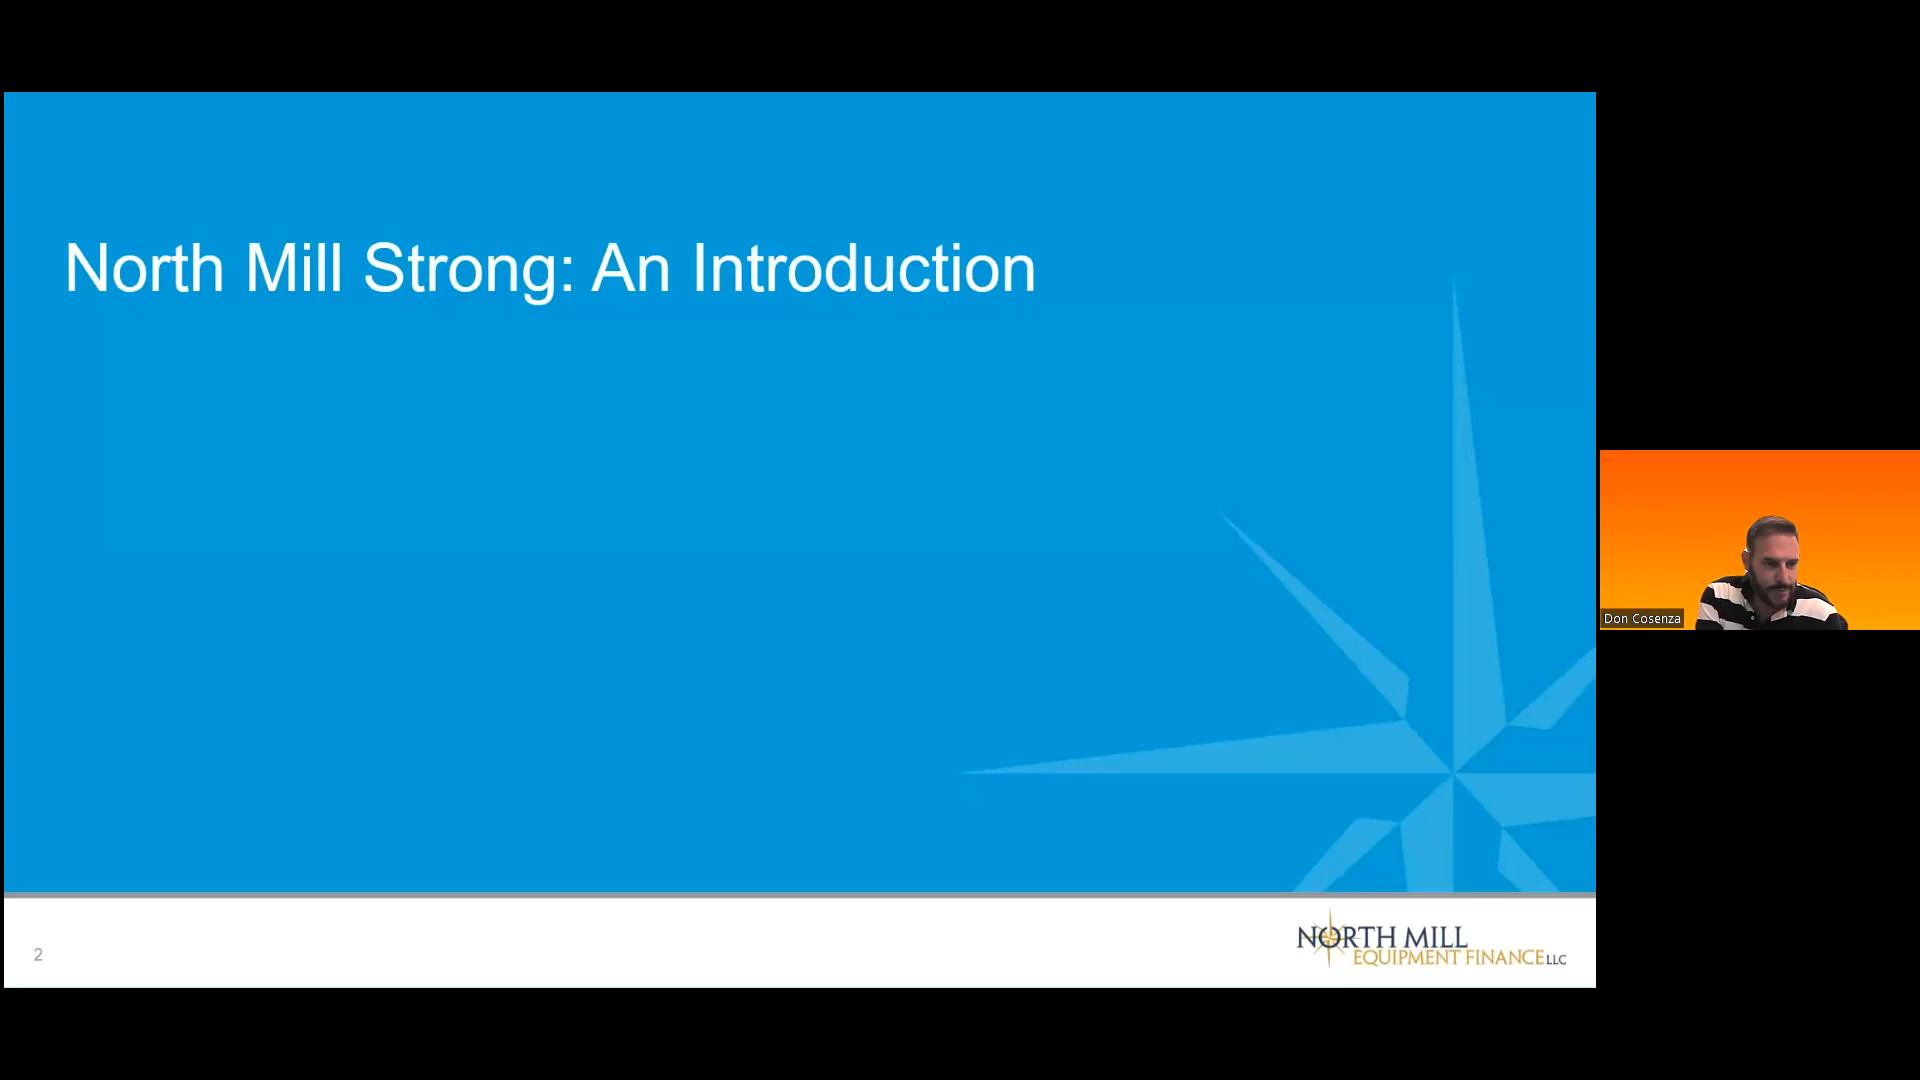 North Mill Strong: An Introduction
Don Cosenza
2
NORTH MILL
EQUIPMENT FINANCE LLC